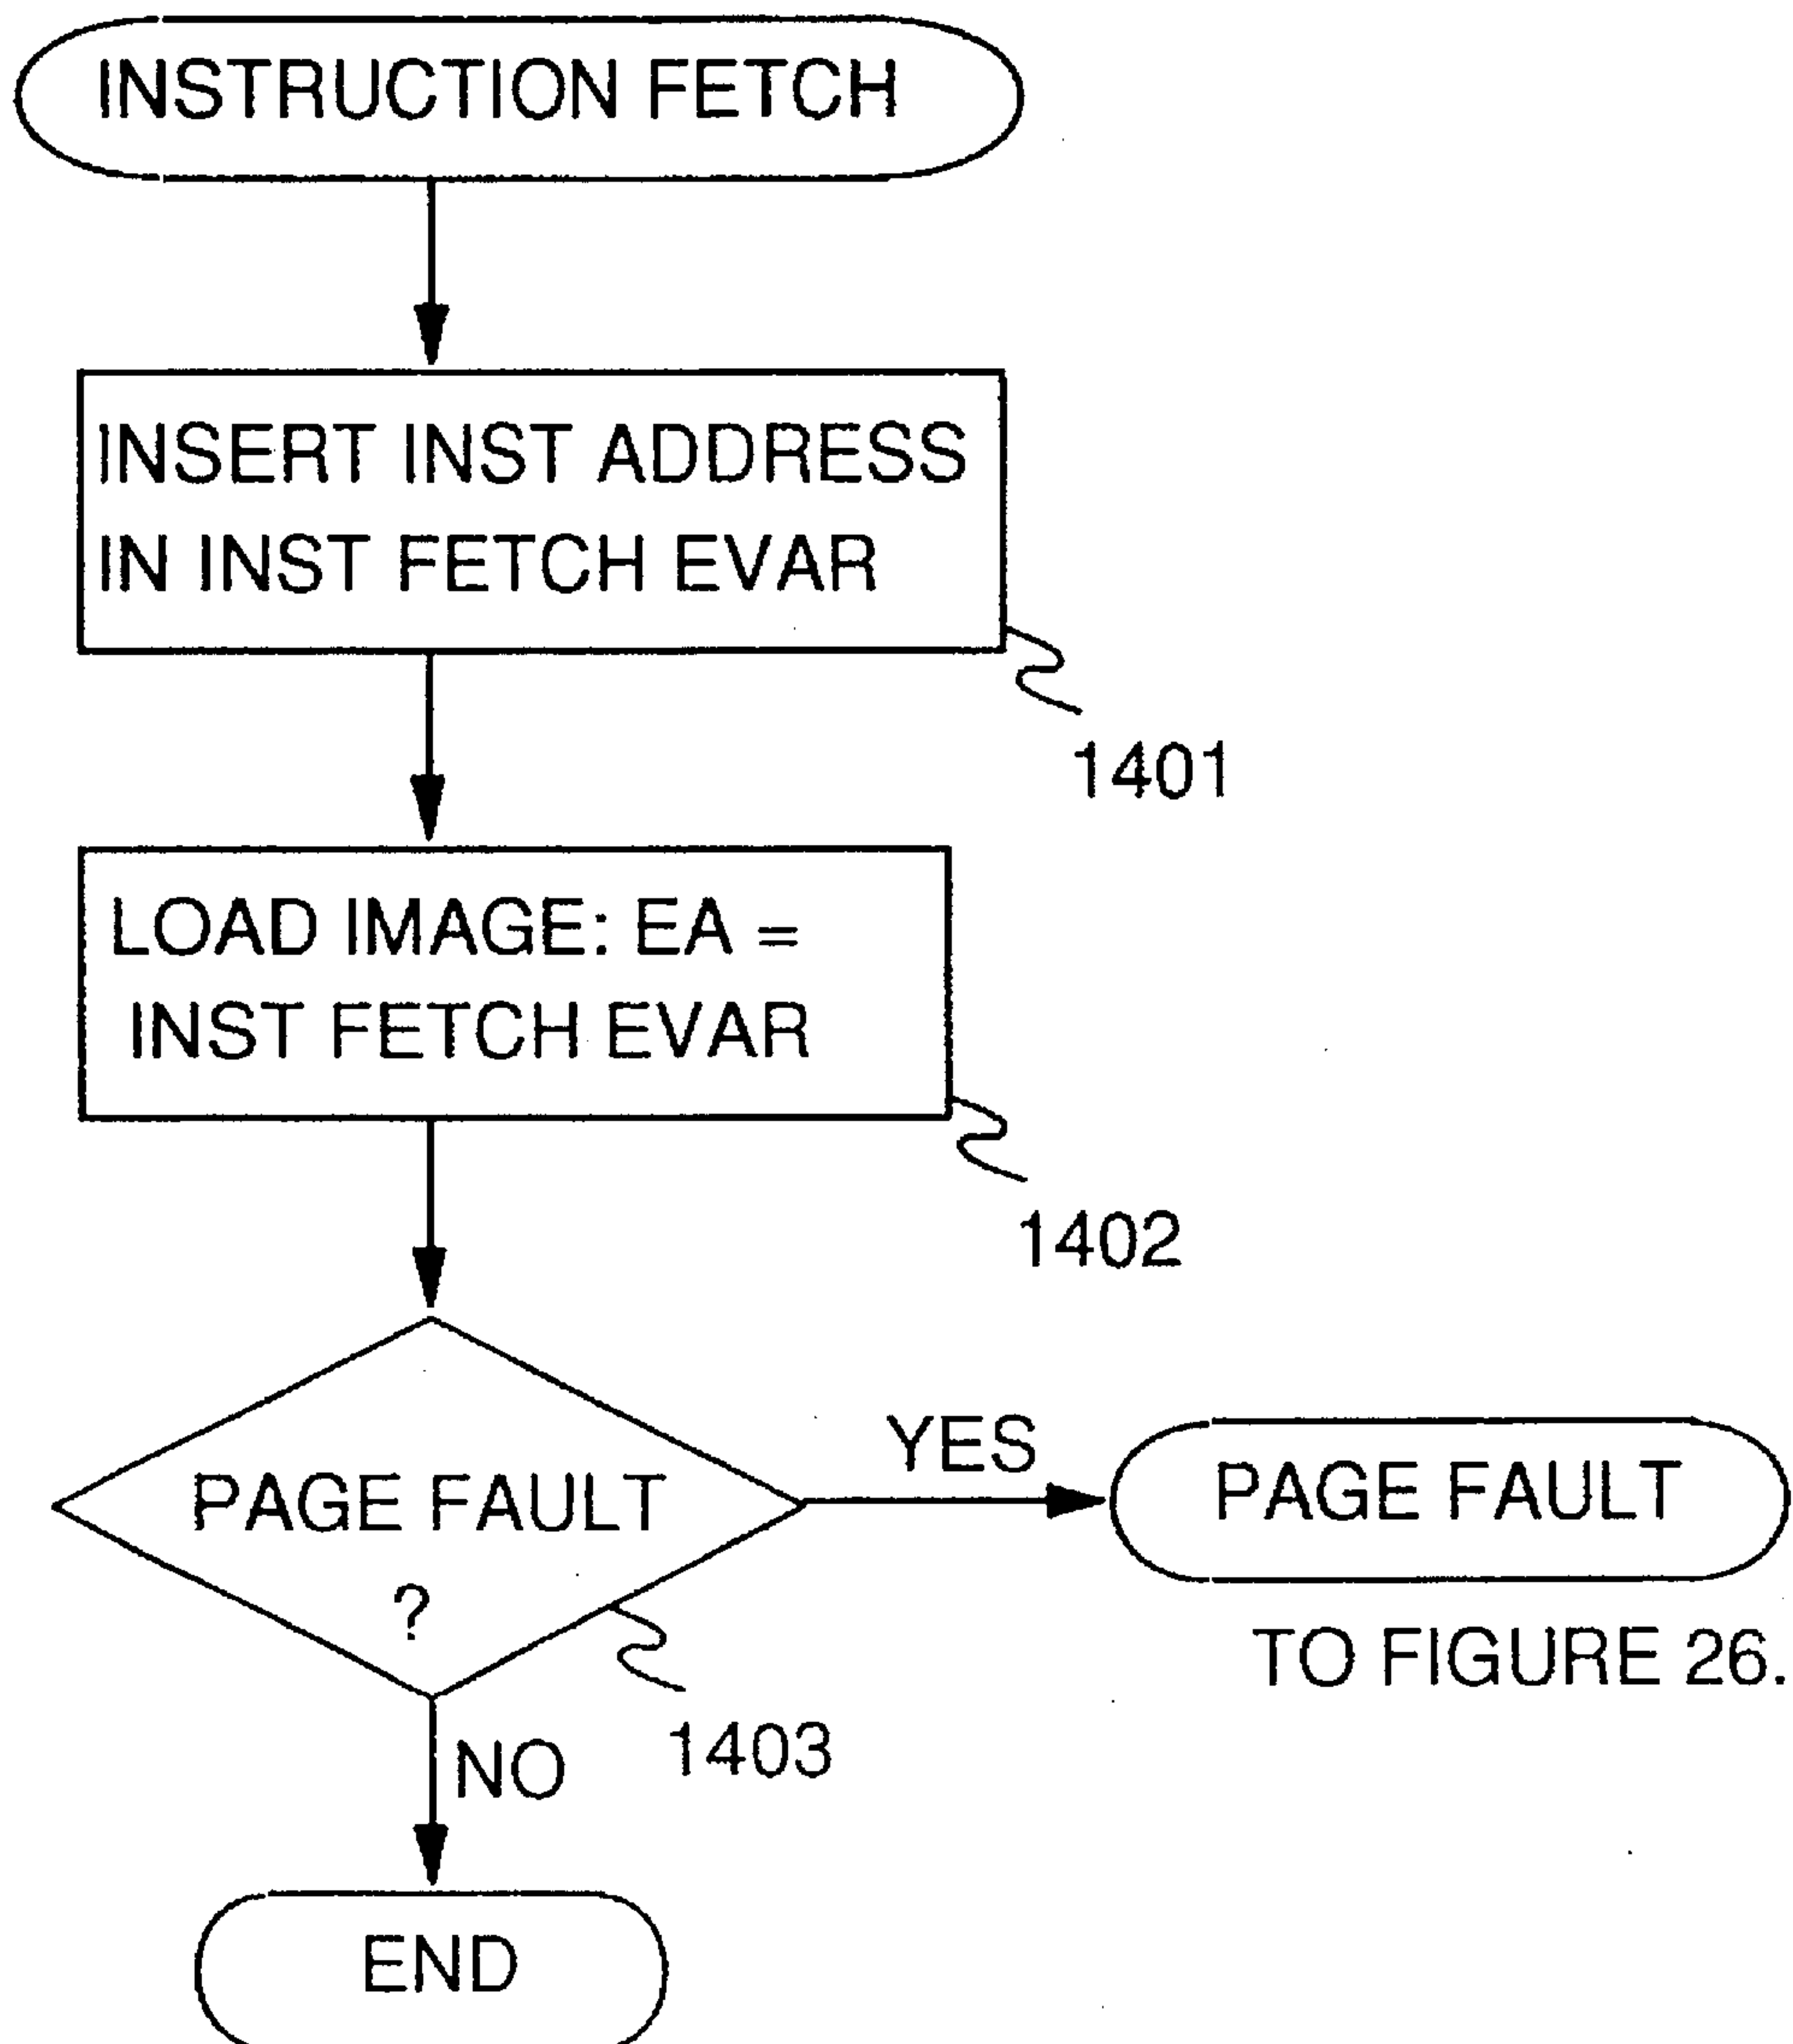 INSTRUCTION FETCH
INSERT INST ADDRESS
IN INST FETCH EVAR
1401
LOAD IMAGE: EA =
INST FETCH EVAR
1402
PAGE FAULT
?
1403
YES
PAGE FAULT
TO FIGURE 26.
NO
END